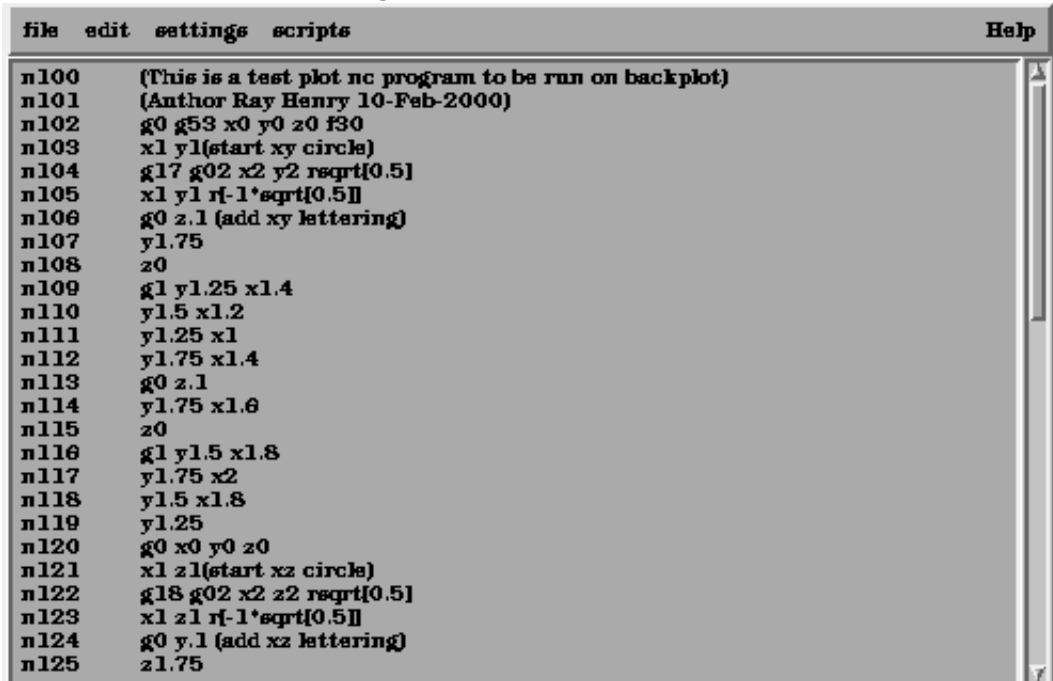 file edit settings scripts Help
n100 (This is a test plot nc program to be run on backplot)
n101 (Author Ray Henry 10-Feb-2000)
n102 g0 g53 x0 y0 z0 f30
n103 x1 y1(start xy circle)
n104 g17 g02 x2 y2 rsqrt[0.5]
n105 x1 y1 r[-1*sqrt[0.5]]
n106 g0 z.1 (add xy lettering)
n107 y1.75
n108 z0
n109 g1 y1.25 x1.4
n110 y1.5 x1.2
n111 y1.25 x1
n112 y1.75 x1.4
n113 g0 z.1
n114 y1.75 x1.6
n115 z0
n116 g1 y1.5 x1.8
n117 y1.75 x2
n118 y1.5 x1.8
n119 y1.25
n120 g0 x0 y0 z0
n121 x1 z1(start xz circle)
n122 g18 g02 x2 z2 rsqrt[0.5]
n123 x1 z1 r[-1*sqrt[0.5]]
n124 g0 y.1 (add xz lettering)
n125 z1.75